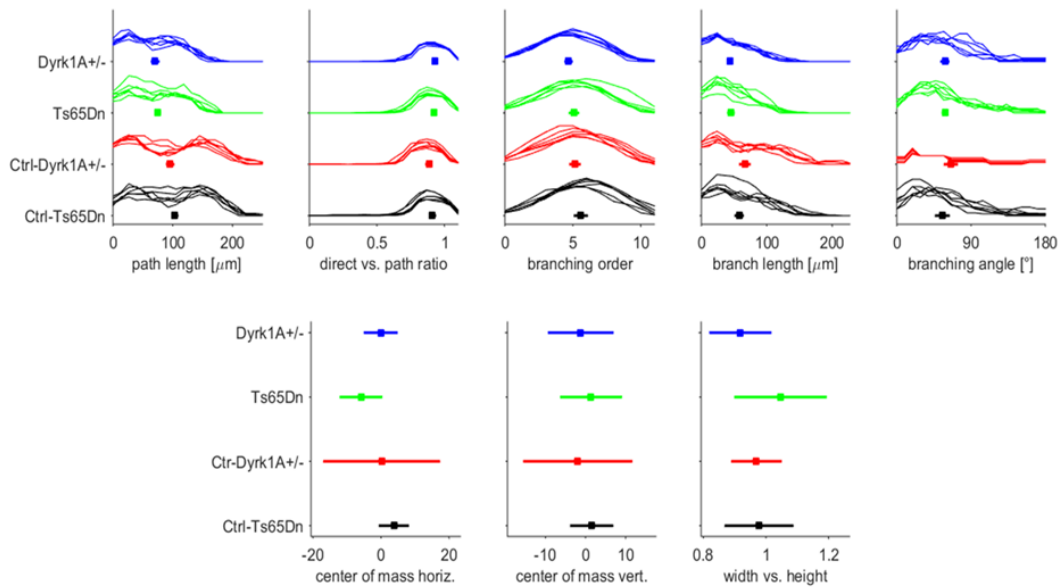 Dyrk1A+/-
Ts65Dn
Ctrl-Dyrk1A+/-
Ctrl-Ts65Dn
0 100 200
path length [µm]
0 0.5 1
direct vs. path ratio
0 5 10
branching order
0 100 200
branch length [µm]
0 90 180
branching angle [°]
Dyrk1A+/-
Ts65Dn
Ctr-Dyrk1A+/-
Ctrl-Ts65Dn
-20 0 20
center of mass horiz.
-10 0 10
center of mass vert.
0.8 1 1.2
width vs. height